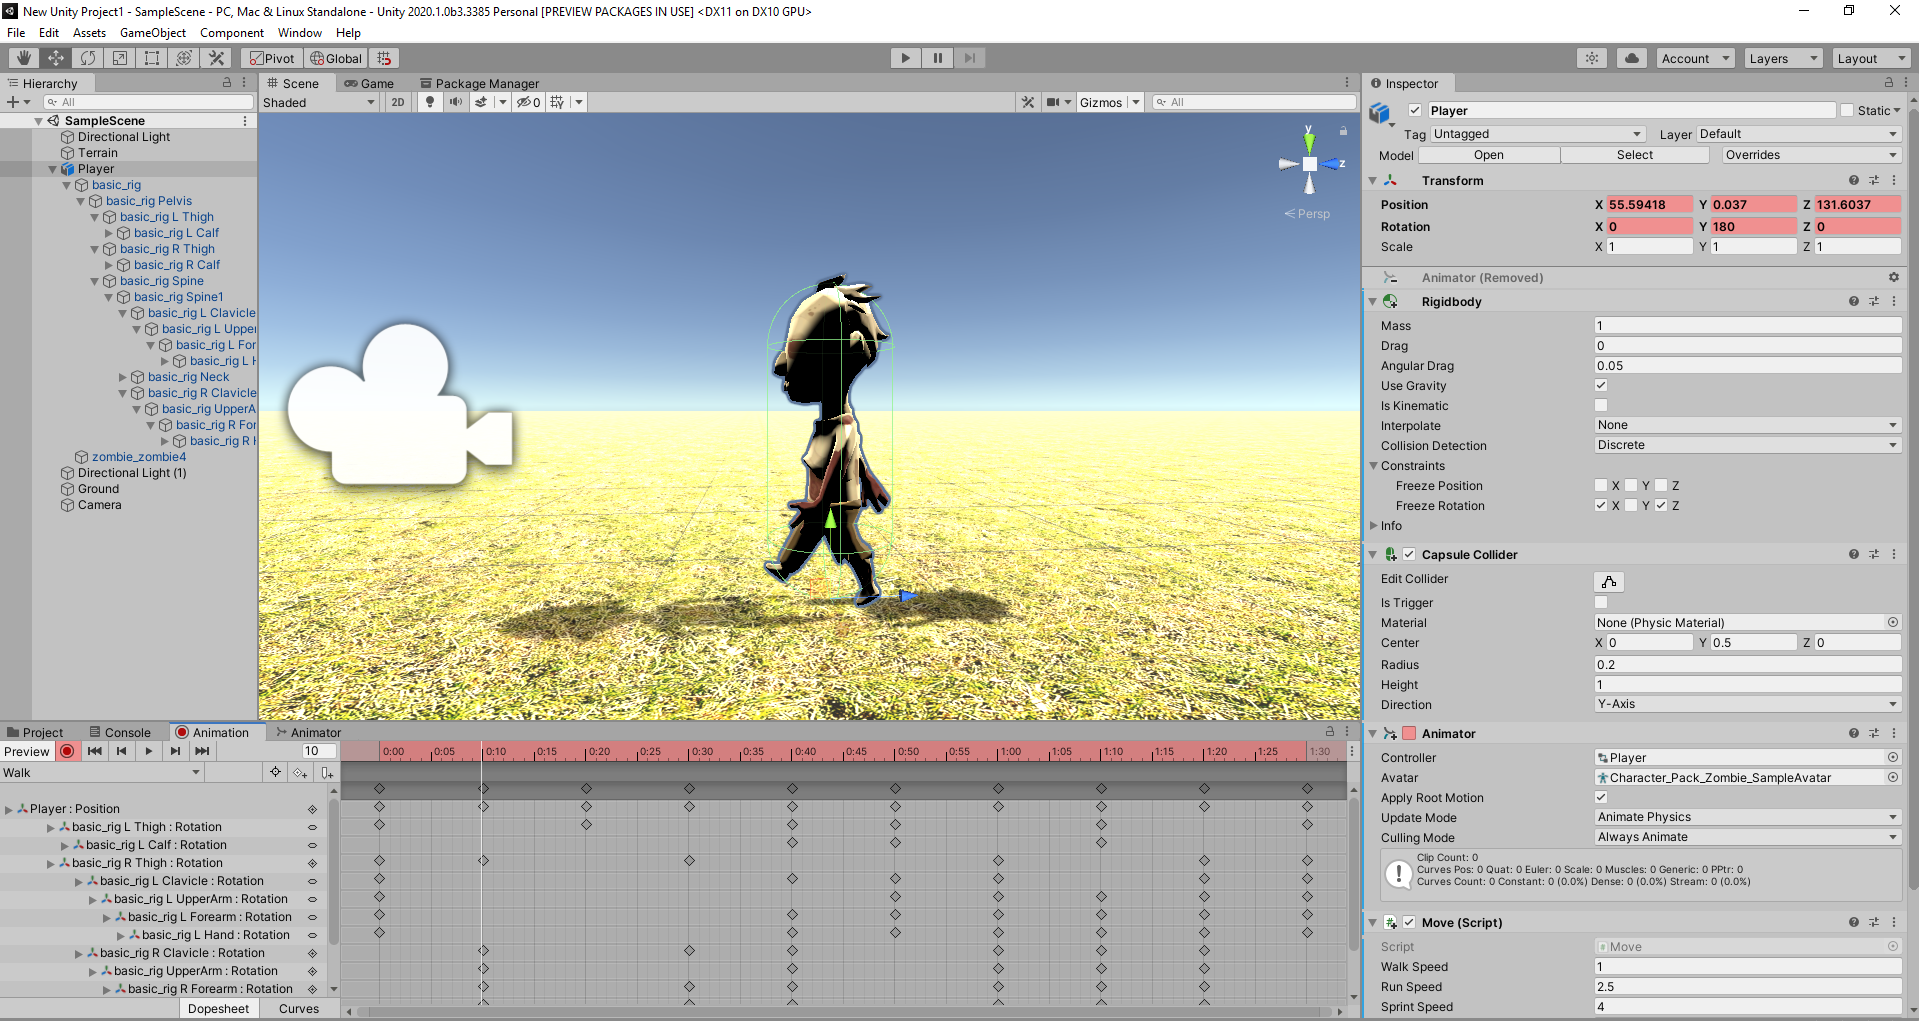 New Unity Project1 - SampleScene - PC, Mac & Linux Standalone - Unity 2020.1.0b3.3385 Personal [PREVIEW PACKAGES IN USE] <DX11 on DX10 GPU>
File Edit Assets GameObject Component Window Help
Pivot Global Account Layers Layout
Hierarchy
All
SampleScene
Directional Light
Terrain
Player
basic_rig
basic_rig Pelvis
basic_rig L Thigh
basic_rig L Calf
basic_rig R Thigh
basic_rig R Calf
basic_rig Spine
basic_rig Spine1
basic_rig L Clavicle
basic_rig L Upper
basic_rig L For
basic_rig L H
basic_rig Neck
basic_rig R Clavicle
basic_rig UpperA
basic_rig R For
basic_rig R H
zombie_zombie4
Directional Light (1)
Ground
Camera
Scene Game Package Manager
Shaded 2D 0 Gizmos All
y
z
Persp
Inspector
Player Static
Tag Untagged Layer Default
Model Open Select Overrides
Transform
Position X 55.59418 Y 0.037 Z 131.6037
Rotation X 0 Y 180 Z 0
Scale X 1 Y 1 Z 1
Animator (Removed)
Rigidbody
Mass 1
Drag 0
Angular Drag 0.05
Use Gravity
Is Kinematic
Interpolate None
Collision Detection Discrete
Constraints
Freeze Position X Y Z
Freeze Rotation X Y Z
Info
Capsule Collider
Edit Collider
Is Trigger
Material None (Physic Material)
Center X 0 Y 0.5 Z 0
Radius 0.2
Height 1
Direction Y-Axis
Animator
Controller Player
Avatar Character_Pack_Zombie_SampleAvatar
Apply Root Motion
Update Mode Animate Physics
Culling Mode Always Animate
Clip Count: 0
Curves Pos: 0 Quat: 0 Euler: 0 Scale: 0 Muscles: 0 Generic: 0 PPtr: 0
Curves Count: 0 Constant: 0 (0.0%) Dense: 0 (0.0%) Stream: 0 (0.0%)
Move (Script)
Script Move
Walk Speed 1
Run Speed 2.5
Sprint Speed 4
Project Console Animation Animator
Preview 10 0:00 0:05 0:10 0:15 0:20 0:25 0:30 0:35 0:40 0:45 0:50 0:55 1:00 1:05 1:10 1:15 1:20 1:25 1:30
Walk
Player : Position
basic_rig L Thigh : Rotation
basic_rig L Calf : Rotation
basic_rig R Thigh : Rotation
basic_rig L Clavicle : Rotation
basic_rig L UpperArm : Rotation
basic_rig L Forearm : Rotation
basic_rig L Hand : Rotation
basic_rig R Clavicle : Rotation
basic_rig UpperArm : Rotation
basic_rig R Forearm : Rotation
Dopesheet Curves